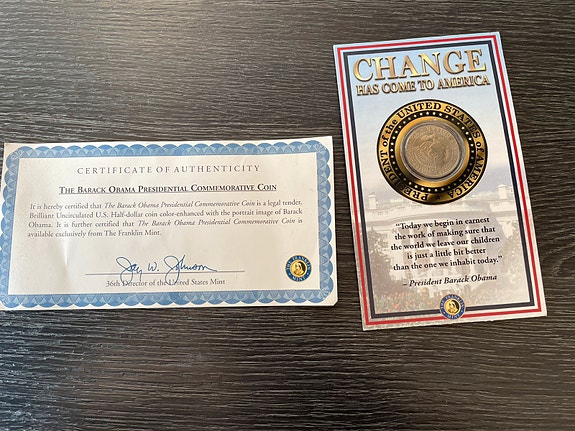 CERTIFICATE OF AUTHENTICITY
THE BARACK OBAMA PRESIDENTIAL COMMEMORATIVE COIN
It is hereby certified that The Barack Obama Presidential Commemorative Coin is a legal tender,
Brilliant Uncirculated U.S. Half-dollar coin color-enhanced with the portrait image of Barack
Obama. It is further certified that The Barack Obama Presidential Commemorative Coin is
available exclusively from The Franklin Mint.
Jay W. Johnson
36th Director of the United States Mint
CHANGE
HAS COME TO AMERICA
PRESIDENT of the UNITED STATES of AMERICA
“Today we begin in earnest
the work of making sure that
the world we leave our children
is just a little bit better
than the one we inhabit today.”
– President Barack Obama